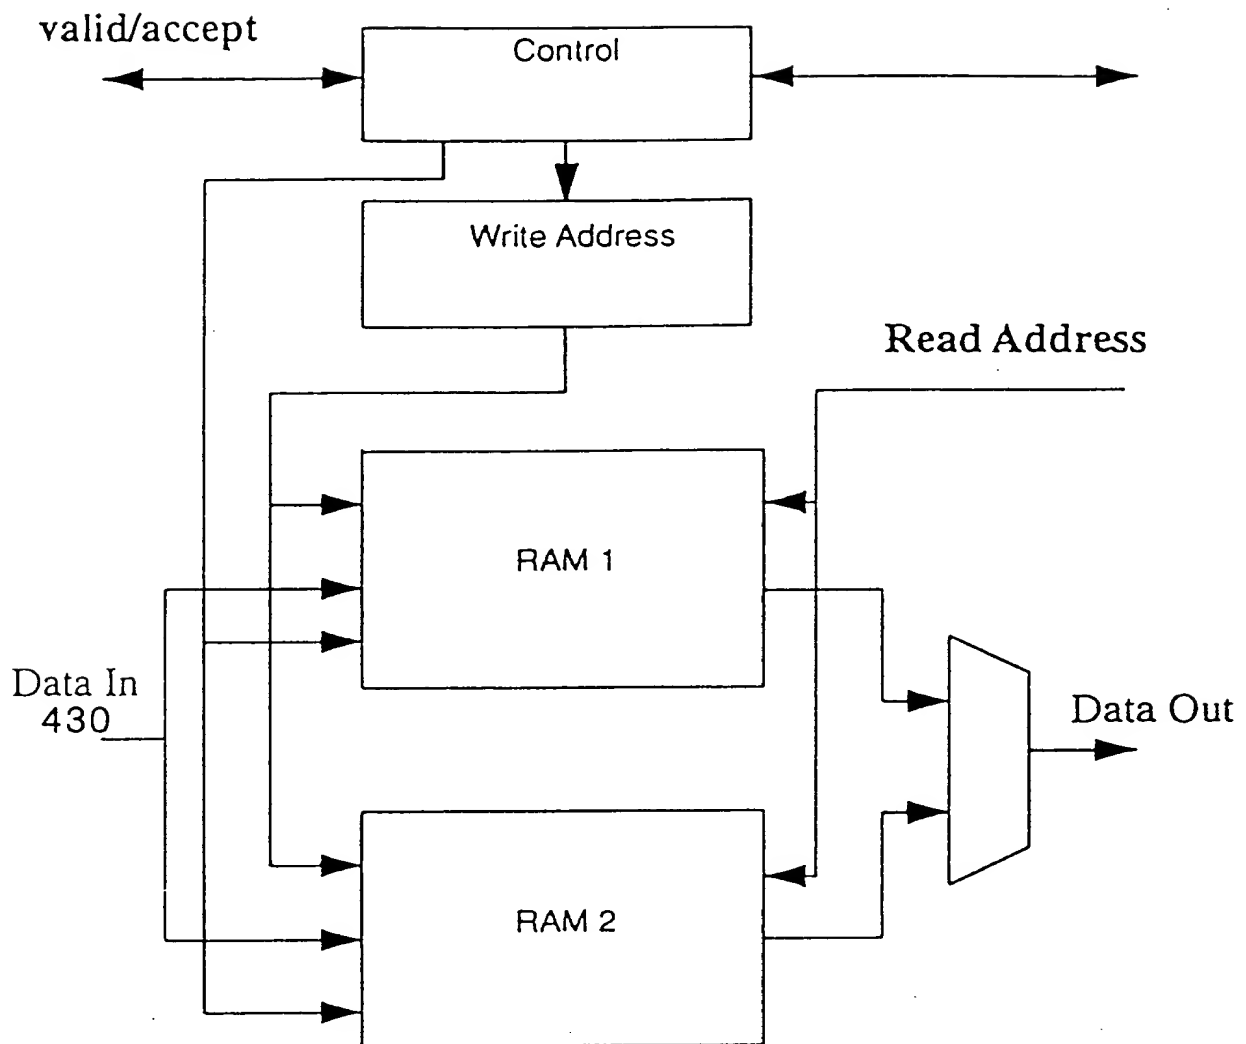 valid/accept
Control
Write Address
Read Address
RAM 1
Data In
430
Data Out
RAM 2